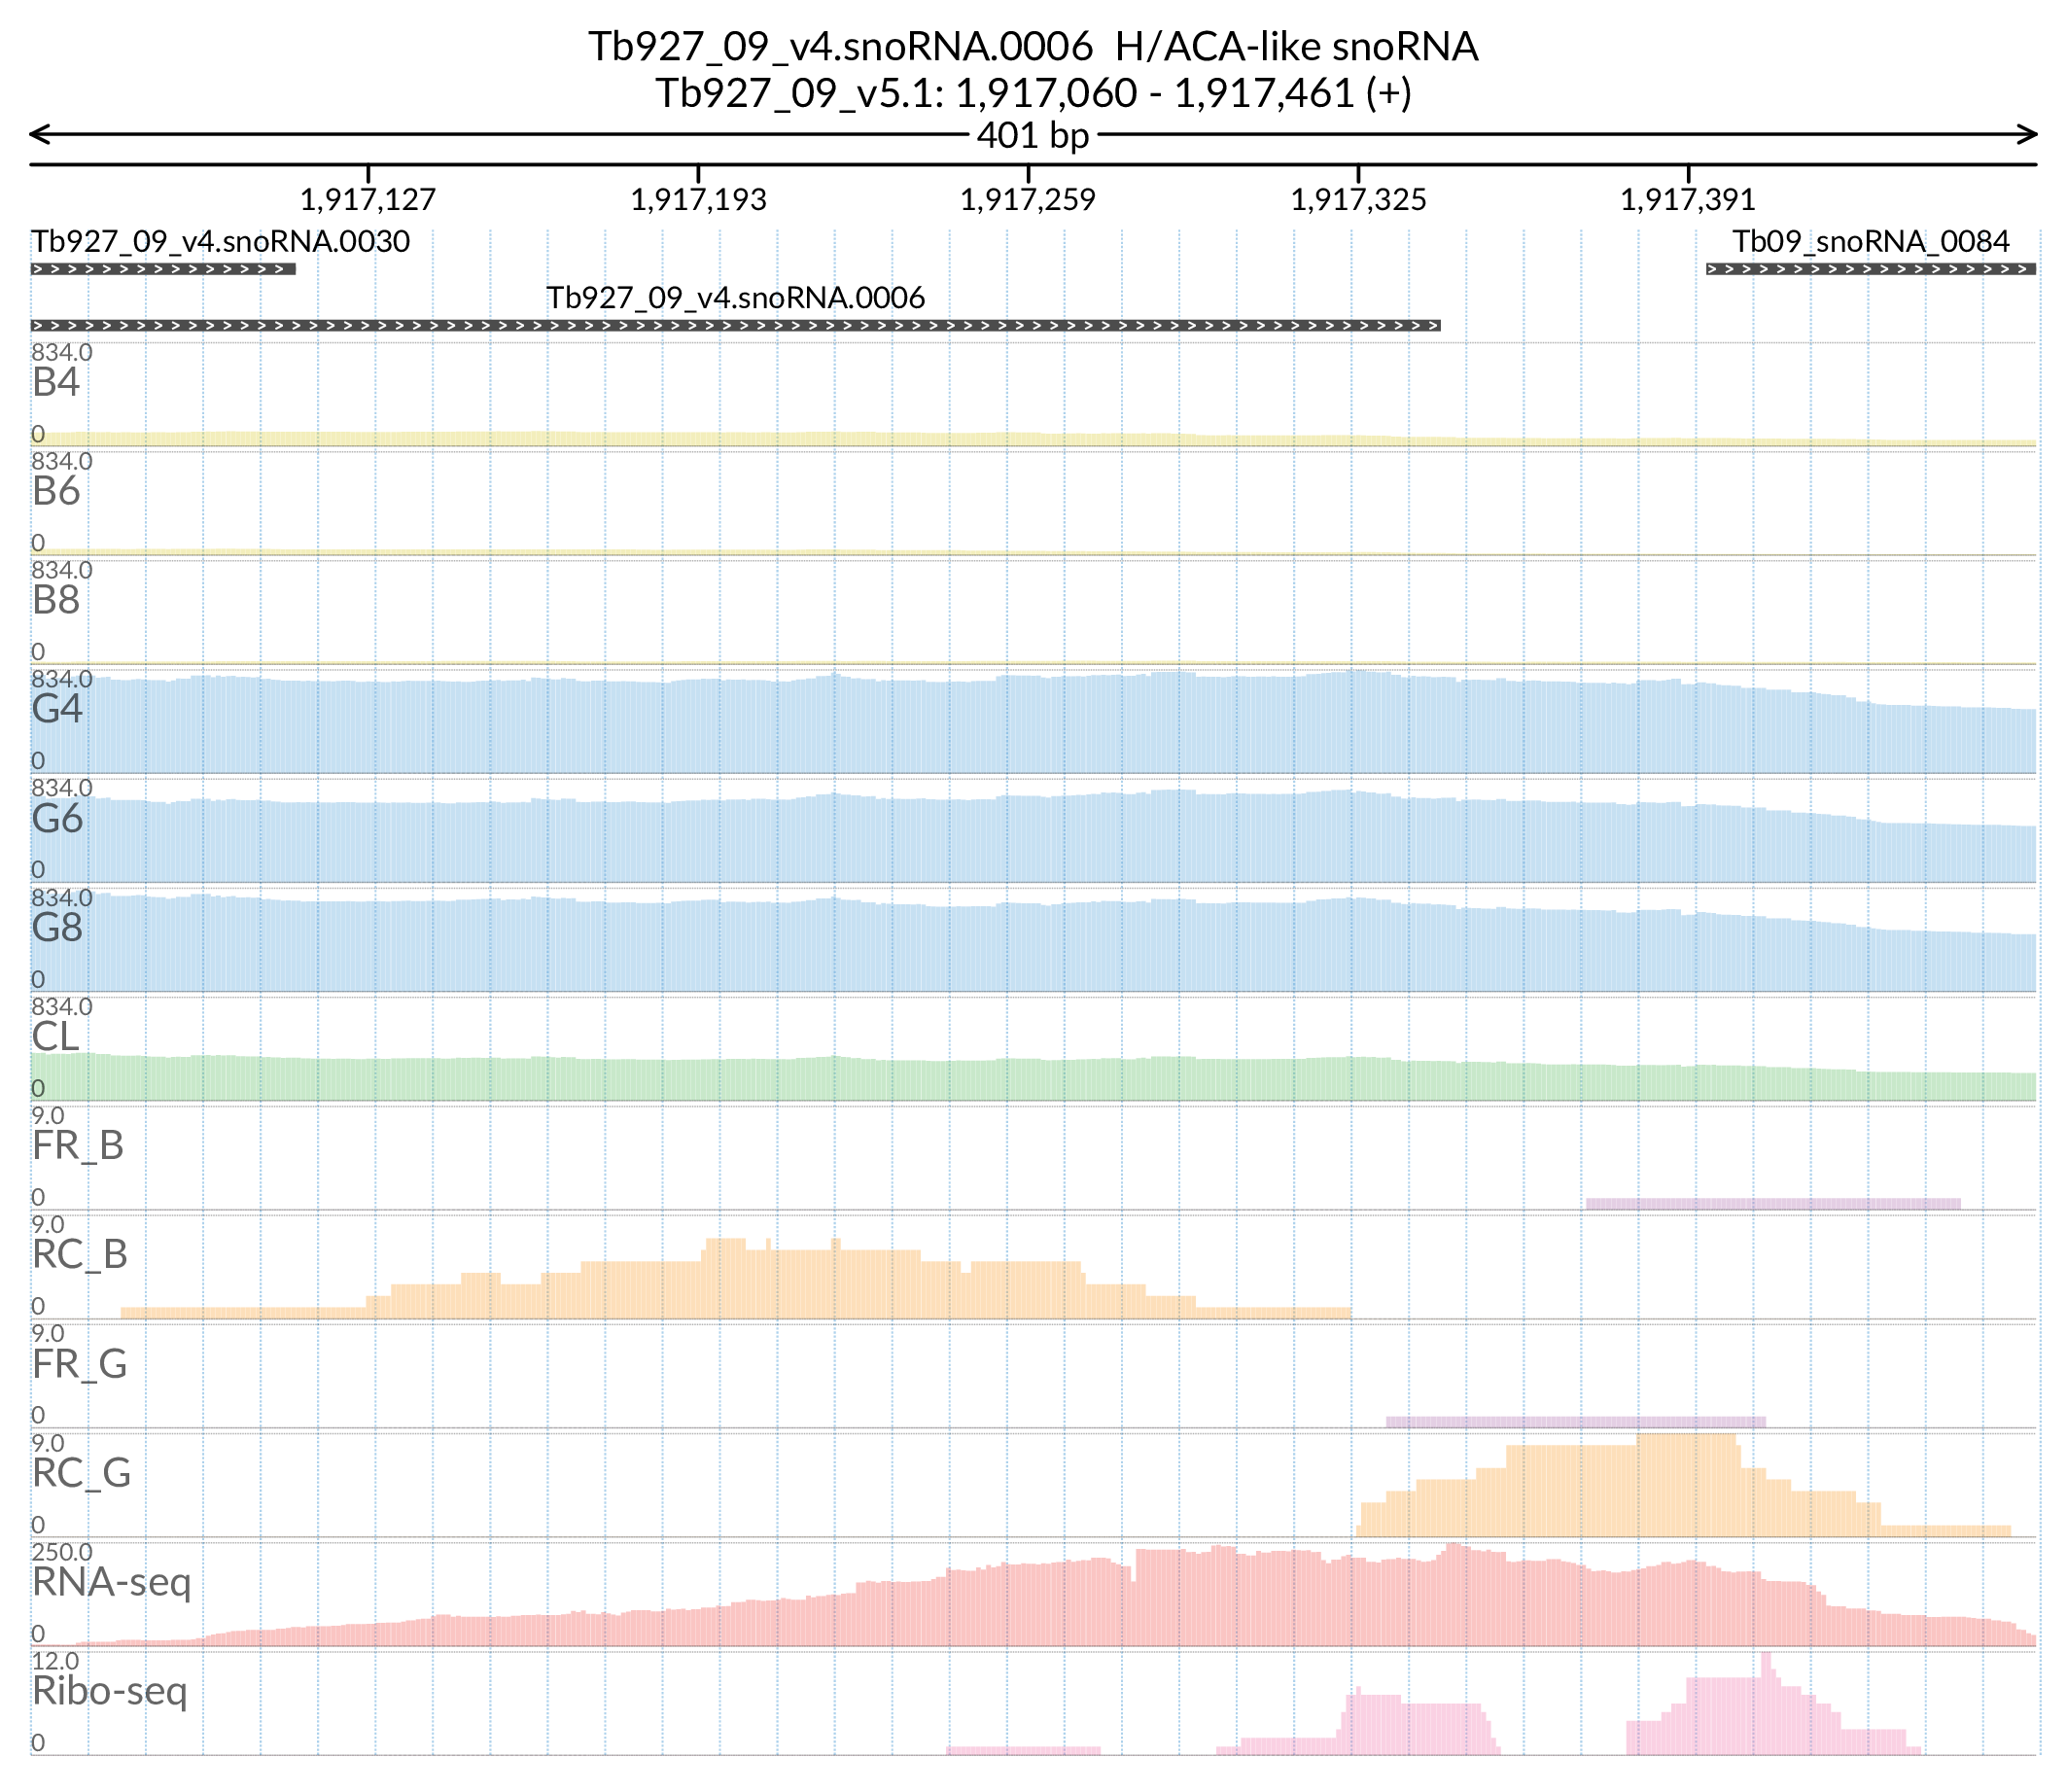 Tb927_09_v4.snoRNA.0006  H/ACA-like snoRNA
Tb927_09_v5.1: 1,917,060 - 1,917,461 (+)
401 bp
1,917,127 1,917,193 1,917,259 1,917,325 1,917,391
Tb927_09_v4.snoRNA.0030 Tb09_snoRNA_0084
Tb927_09_v4.snoRNA.0006
834.0
B4
0
834.0
B6
0
834.0
B8
0
834.0
G4
0
834.0
G6
0
834.0
G8
0
834.0
CL
0
9.0
FR_B
0
9.0
RC_B
0
9.0
FR_G
0
9.0
RC_G
0
250.0
RNA-seq
0
12.0
Ribo-seq
0